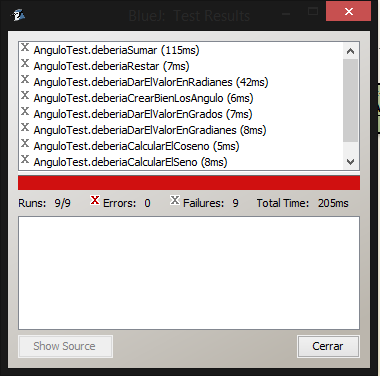 BlueJ: Test Results
AnguloTest.deberiaSumar (115ms)
AnguloTest.deberiaRestar (7ms)
AnguloTest.deberiaDarElValorEnRadianes (42ms)
AnguloTest.deberiaCrearBienLosAngulo (6ms)
AnguloTest.deberiaDarElValorEnGrados (7ms)
AnguloTest.deberiaDarElValorEnGradianes (8ms)
AnguloTest.deberiaCalcularElCoseno (5ms)
AnguloTest.deberiaCalcularElSeno (8ms)
Runs: 9/9 X Errors: 0 X Failures: 9 Total Time: 205ms
Show Source Cerrar